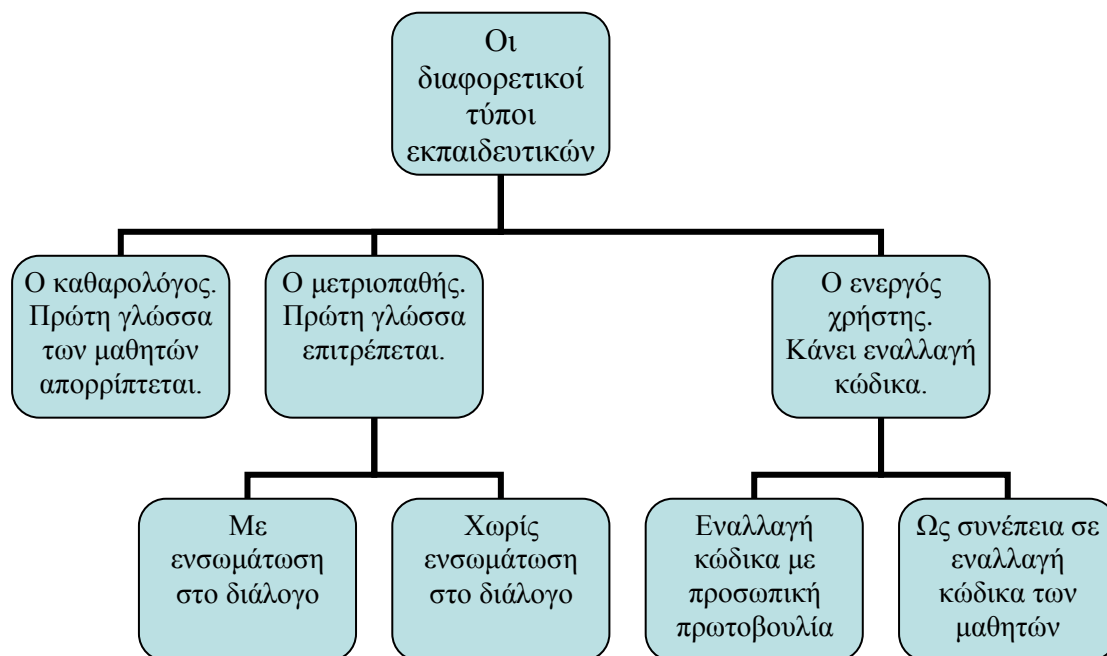 Οι
διαφορετικοί
τύποι
εκπαιδευτικών
Ο καθαρολόγος.
Πρώτη γλώσσα
των μαθητών
απορρίπτεται.
Ο μετριοπαθής.
Πρώτη γλώσσα
επιτρέπεται.
Ο ενεργός
χρήστης.
Κάνει εναλλαγή
κώδικα.
Με
ενσωμάτωση
στο διάλογο
Χωρίς
ενσωμάτωση
στο διάλογο
Εναλλαγή
κώδικα με
προσωπική
πρωτοβουλία
Ως συνέπεια σε
εναλλαγή
κώδικα των
μαθητών